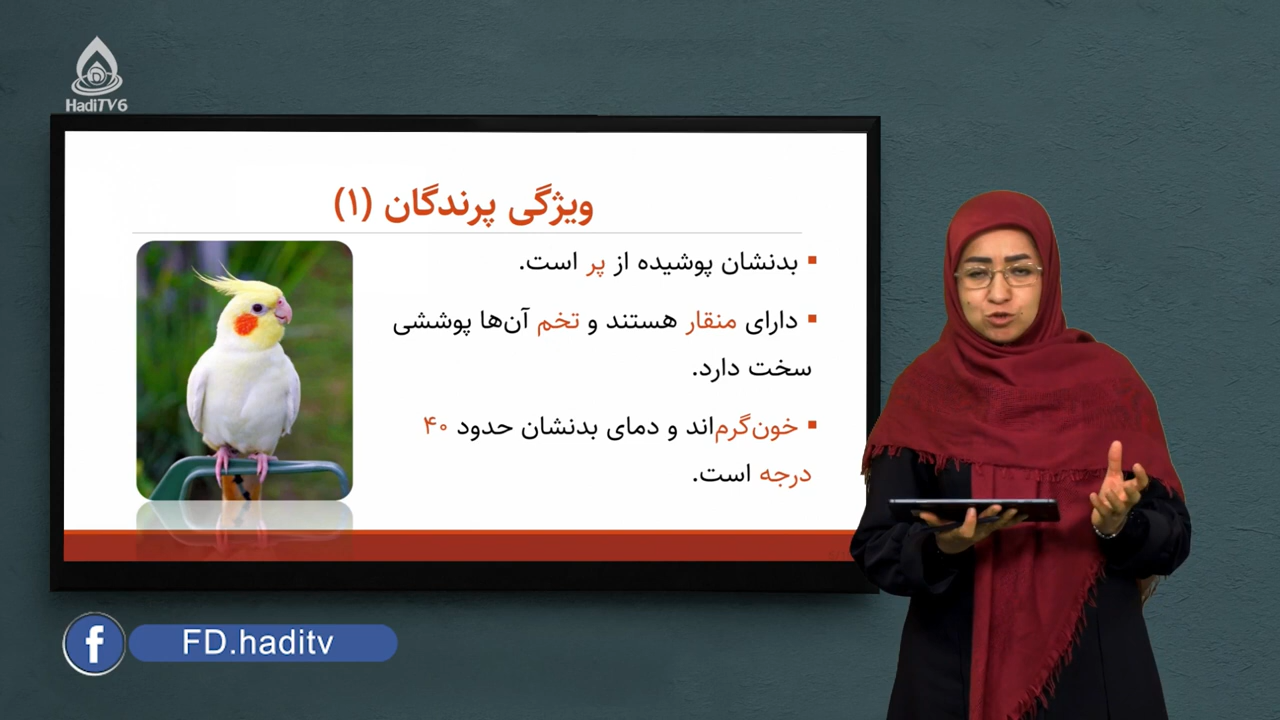 HadiTV6
ویژگی پرندگان (۱)
بدنشان پوشیده از پر است.
دارای منقار هستند و تخم آن‌ها پوششی
سخت دارد.
خون‌گرم‌اند و دمای بدنشان حدود ۴۰
درجه است.
f
FD.haditv